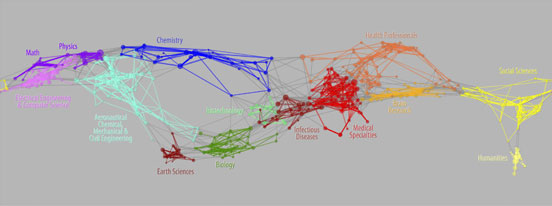 Math
Physics
Chemistry
Health Professionals
Social Sciences
Electrical Engineering
& Computer Science
Biotechnology
Brain
Research
Aeronautical
Chemical,
Mechanical &
Civil Engineering
Infectious
Diseases
Medical
Specialties
Earth Sciences
Biology
Humanities